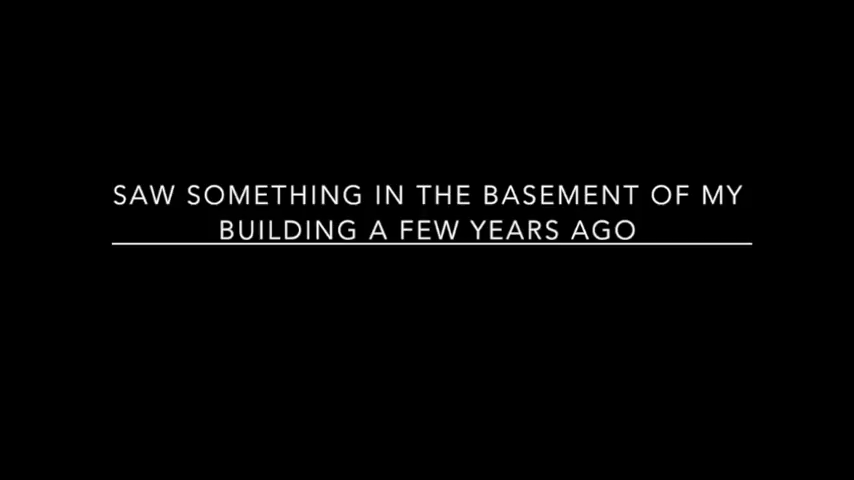 SAW SOMETHING IN THE BASEMENT OF MY
BUILDING A FEW YEARS AGO